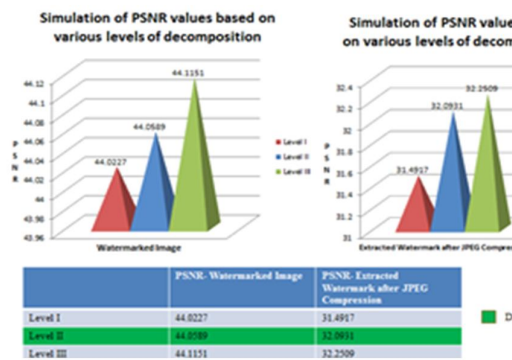 Simulation of PSNR values based on
various levels of decomposition
44.12
44.1
44.08
44.06
44.04
44.02
44
43.98
43.96
P
S
N
R
44.0227
44.0589
44.1151
Level I
Level II
Level III
Watermarked Image
Simulation of PSNR value
on various levels of decom
32.4
32.2
32
31.8
31.6
31.4
31.2
31
P
S
N
R
31.4917
32.0931
32.2509
Extracted Watermark after JPEG Compres
PSNR- Watermarked Image PSNR- Extracted
Watermark after JPEG
Compression
Level I 44.0227 31.4917
Level II 44.0589 32.0931
Level III 44.1151 32.2509
D